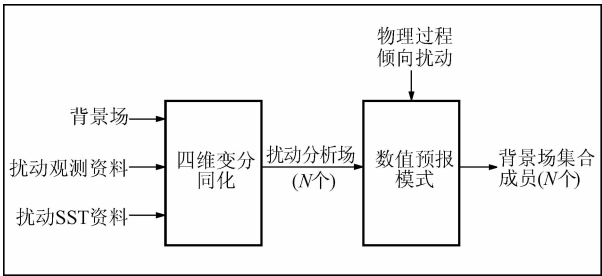 物理过程
倾向扰动
背景场
扰动观测资料
扰动SST资料
四维变分
同化
扰动分析场
(N个)
数值预报
模式
背景场集合
成员(N个)